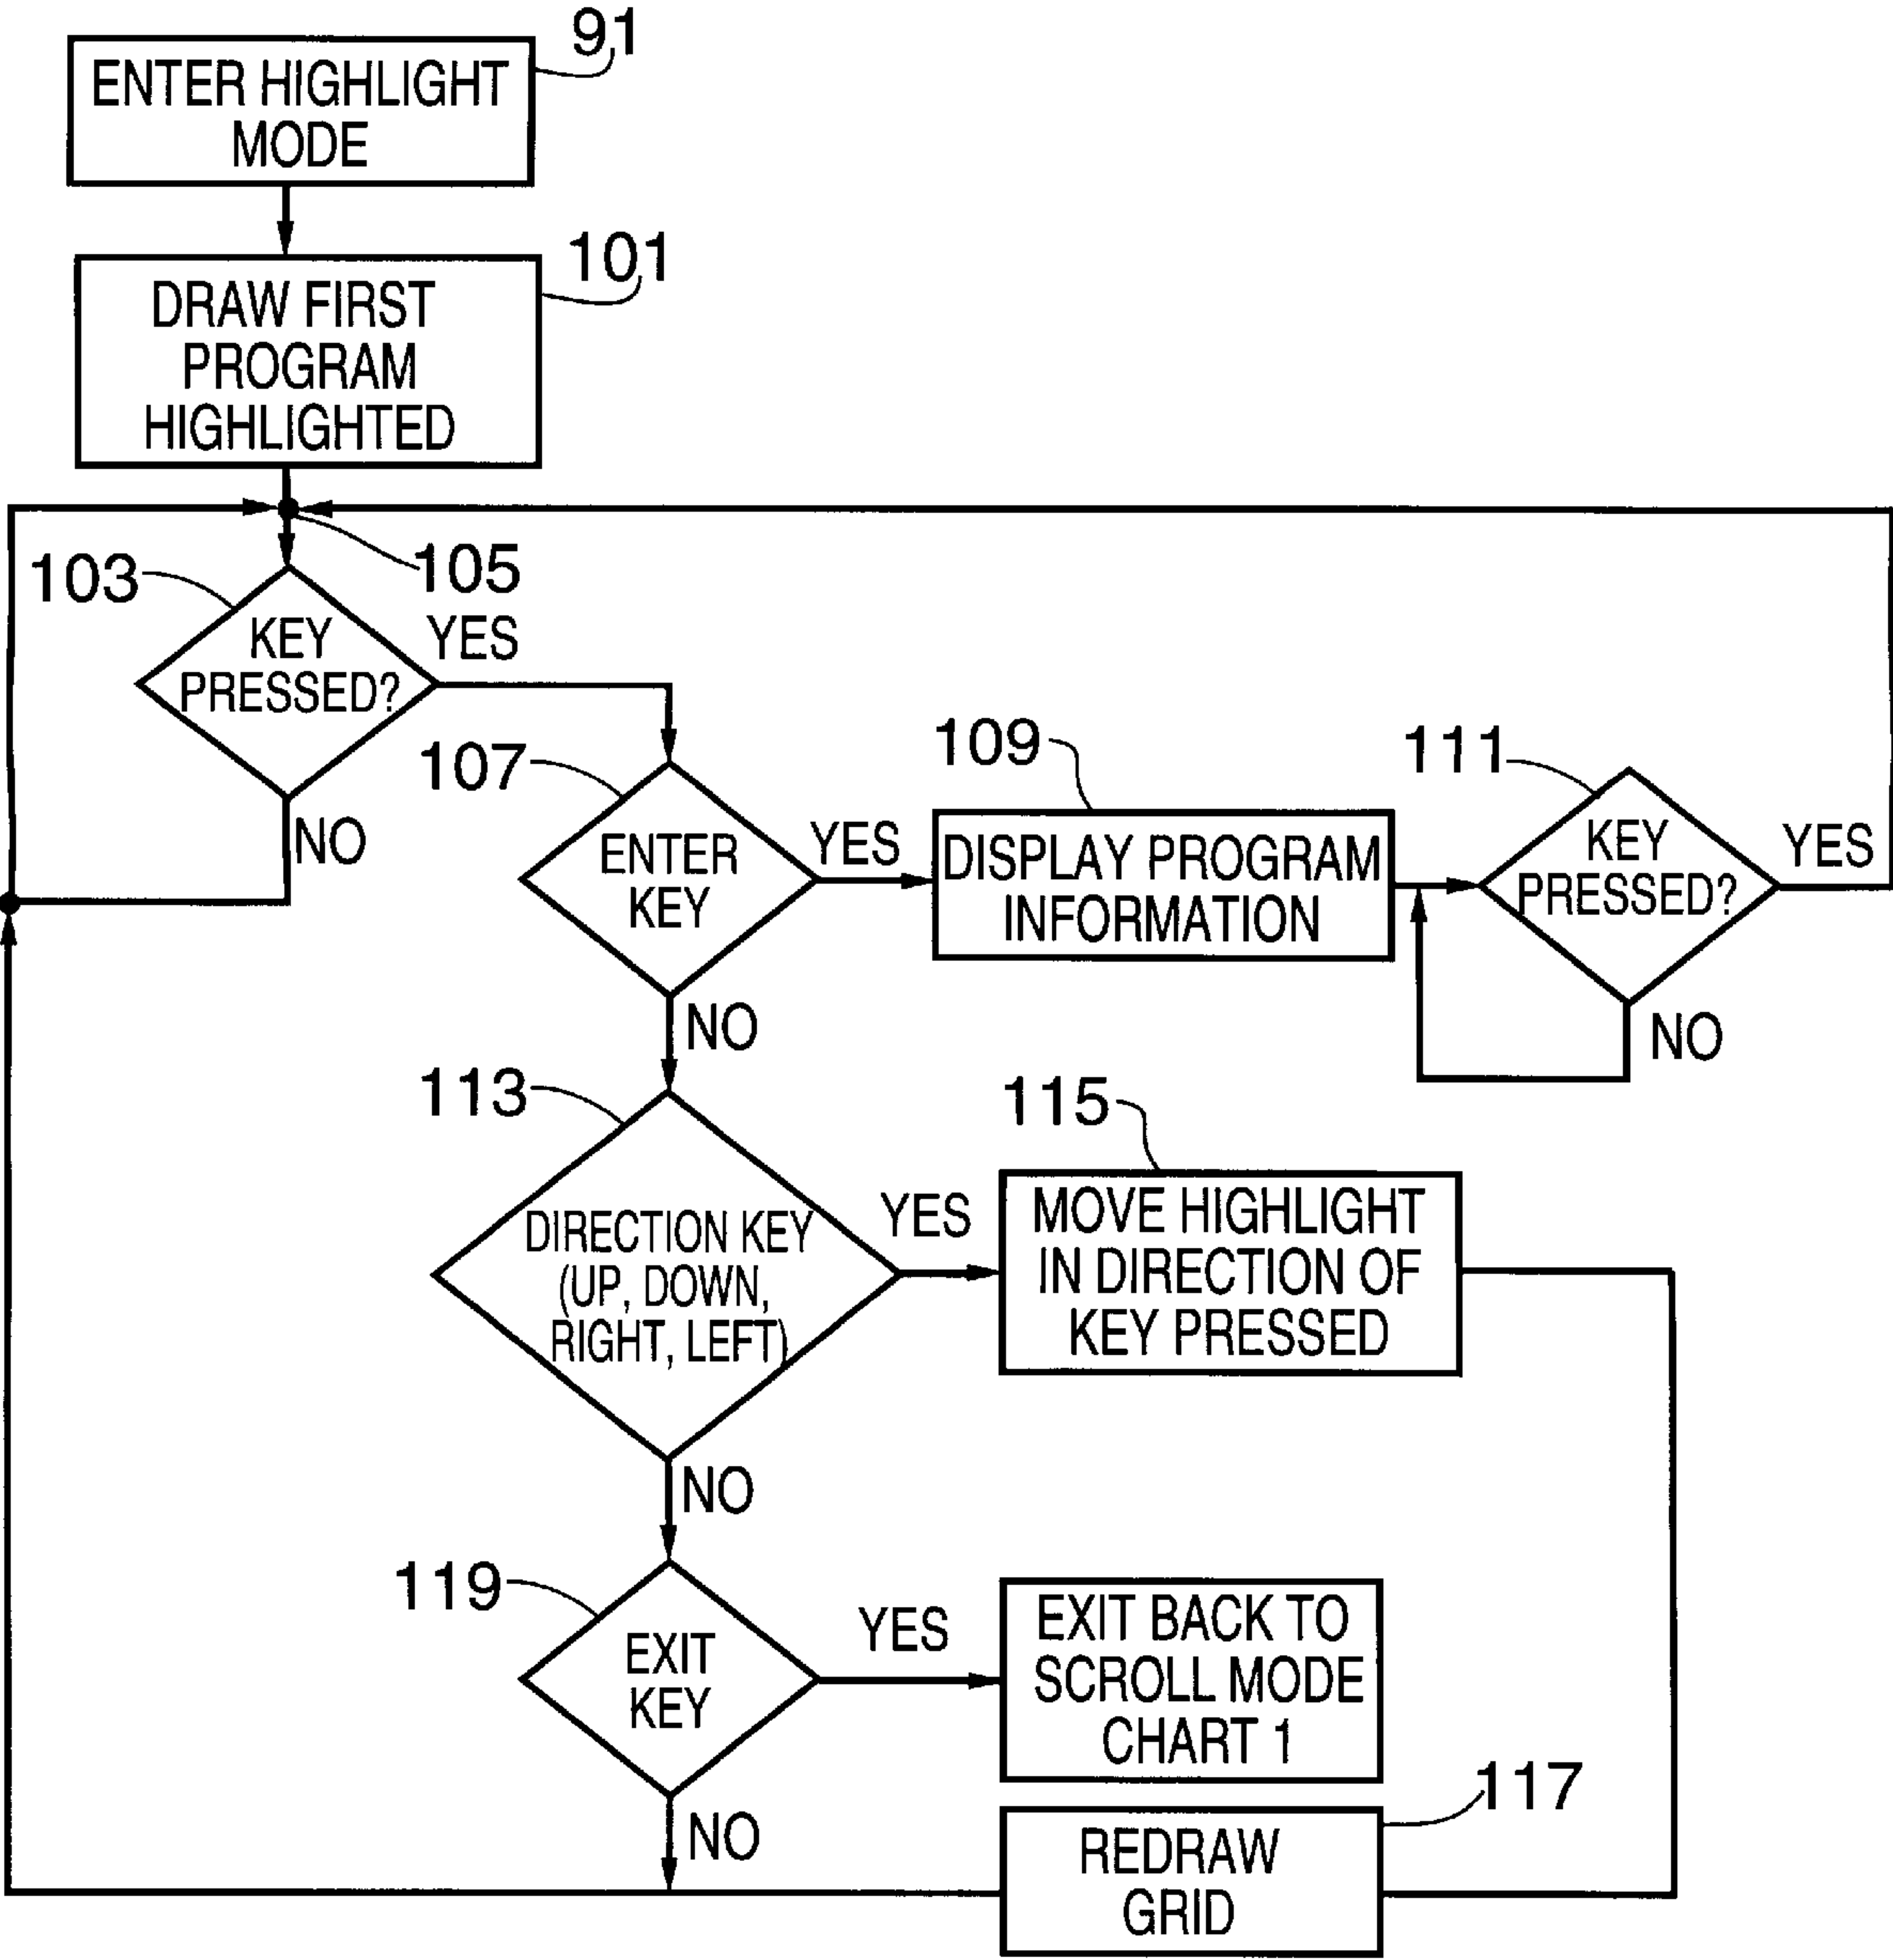 91
ENTER HIGHLIGHT
MODE
101
DRAW FIRST
PROGRAM
HIGHLIGHTED
105
103
KEY
PRESSED?
YES
NO
107
ENTER
KEY
YES
109
DISPLAY PROGRAM
INFORMATION
111
KEY
PRESSED?
YES
NO
NO
113
DIRECTION KEY
(UP, DOWN,
RIGHT, LEFT)
YES
115
MOVE HIGHLIGHT
IN DIRECTION OF
KEY PRESSED
NO
119
EXIT
KEY
YES
EXIT BACK TO
SCROLL MODE
CHART 1
NO
117
REDRAW
GRID